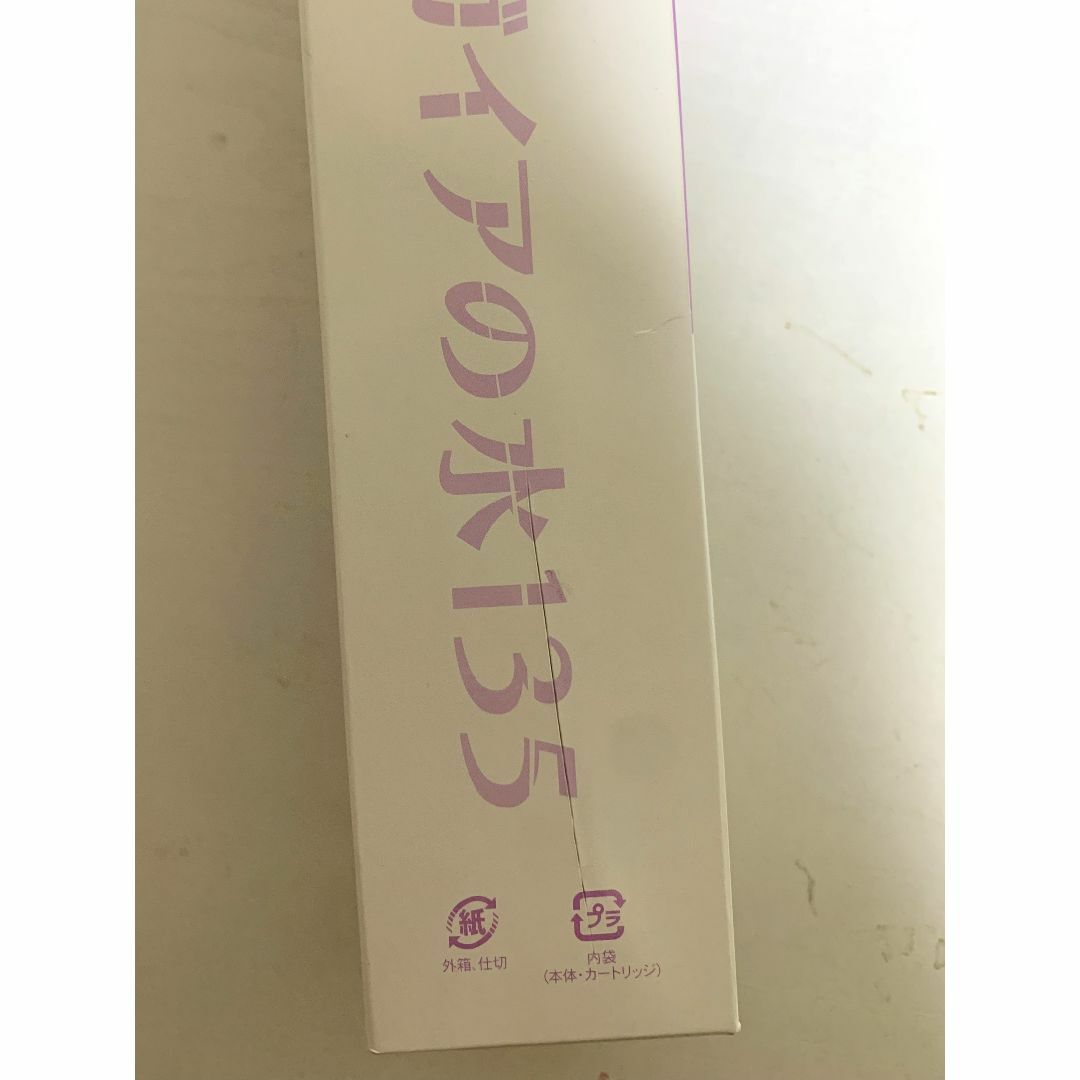 ガイアの水135
紙
外箱、仕切
プラ
内袋
(本体・カートリッジ)